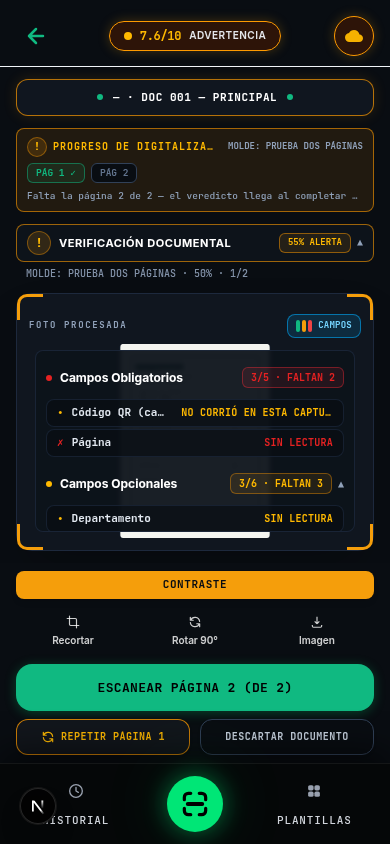 7.6/10 ADVERTENCIA
— · DOC 001 — PRINCIPAL
! PROGRESO DE DIGITALIZA… MOLDE: PRUEBA DOS PÁGINAS
PÁG 1 ✓ PÁG 2
Falta la página 2 de 2 — el veredicto llega al completar …
! VERIFICACIÓN DOCUMENTAL 55% ALERTA ▲
MOLDE: PRUEBA DOS PÁGINAS · 50% · 1/2
FOTO PROCESADA CAMPOS
Campos Obligatorios 3/5 · FALTAN 2
• Código QR (ca… NO CORRIÓ EN ESTA CAPTU…
✗ Página SIN LECTURA
Campos Opcionales 3/6 · FALTAN 3 ▲
• Departamento SIN LECTURA
CONTRASTE
Recortar Rotar 90° Imagen
ESCANEAR PÁGINA 2 (DE 2)
REPETIR PÁGINA 1 DESCARTAR DOCUMENTO
N
ISTORIAL PLANTILLAS